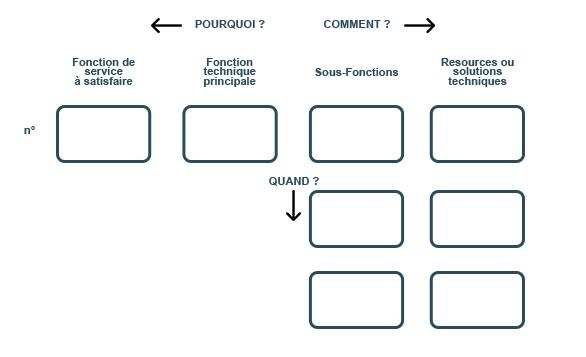 POURQUOI ? COMMENT ?
Fonction de
service
à satisfaire
Fonction
technique
principale
Sous-Fonctions
Resources ou
solutions
techniques
n°
QUAND ?